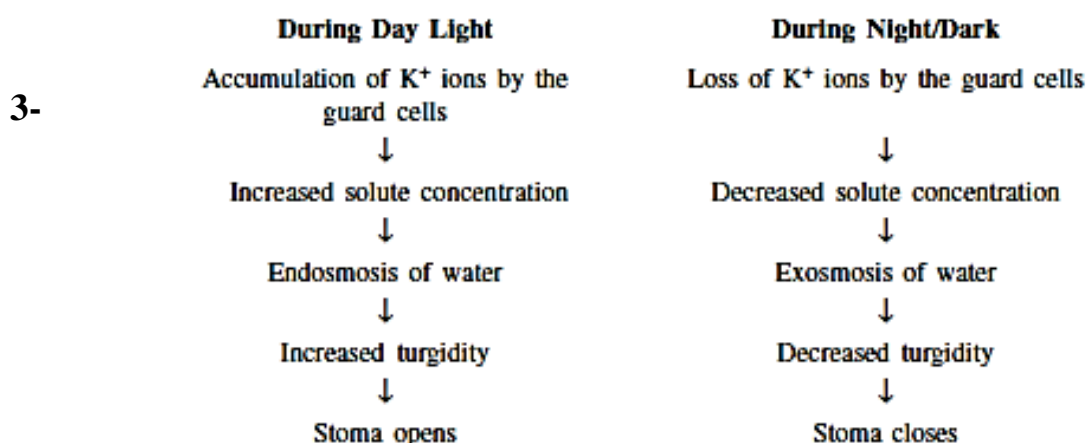 3-
During Day Light
Accumulation of K⁺ ions by the
guard cells
↓
Increased solute concentration
↓
Endosmosis of water
↓
Increased turgidity
↓
Stoma opens
During Night/Dark
Loss of K⁺ ions by the guard cells
↓
Decreased solute concentration
↓
Exosmosis of water
↓
Decreased turgidity
↓
Stoma closes